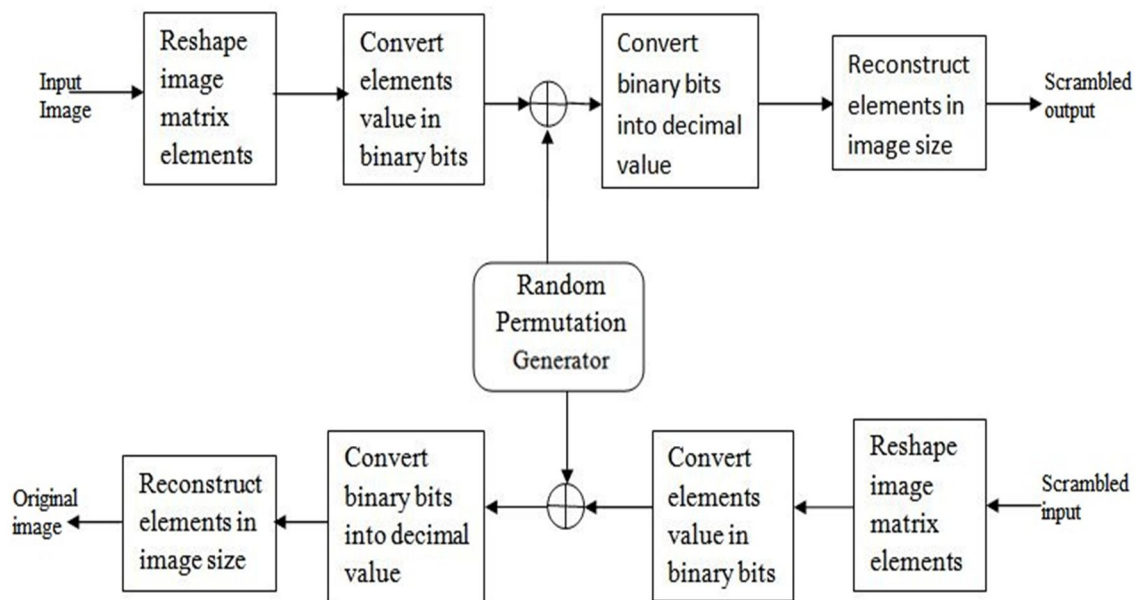 Input
Image
Reshape
image
matrix
elements
Convert
elements
value in
binary bits
Convert
binary bits
into decimal
value
Reconstruct
elements in
image size
Scrambled
output
Random
Permutation
Generator
Original
image
Reconstruct
elements in
image size
Convert
binary bits
into decimal
value
Convert
elements
value in
binary bits
Reshape
image
matrix
elements
Scrambled
input